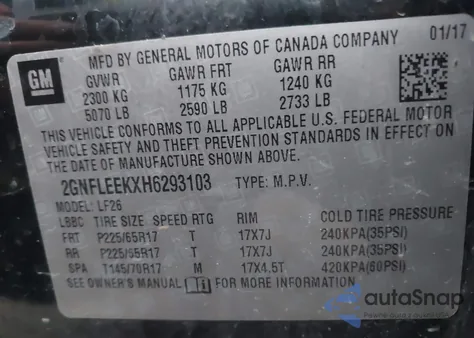 MFD BY GENERAL MOTORS OF CANADA COMPANY 01/17
GM
GVWR GAWR FRT GAWR RR
2300 KG 1175 KG 1240 KG
5070 LB 2590 LB 2733 LB
THIS VEHICLE CONFORMS TO ALL APPLICABLE U.S. FEDERAL MOTOR
VEHICLE SAFETY AND THEFT PREVENTION STANDARDS IN EFFECT ON
THE DATE OF MANUFACTURE SHOWN ABOVE.
2GNFLEEKXH6293103 TYPE: M.P.V.
MODEL: LF26
LBBC TIRE SIZE SPEED RTG RIM COLD TIRE PRESSURE
FRT P225/65R17 T 17X7J 240KPA(35PSI)
RR P225/65R17 T 17X7J 240KPA(35PSI)
SPA T145/70R17 M 17X4.5T 420KPA(60PSI)
SEE OWNER'S MANUAL FOR MORE INFORMATION
autoSnap